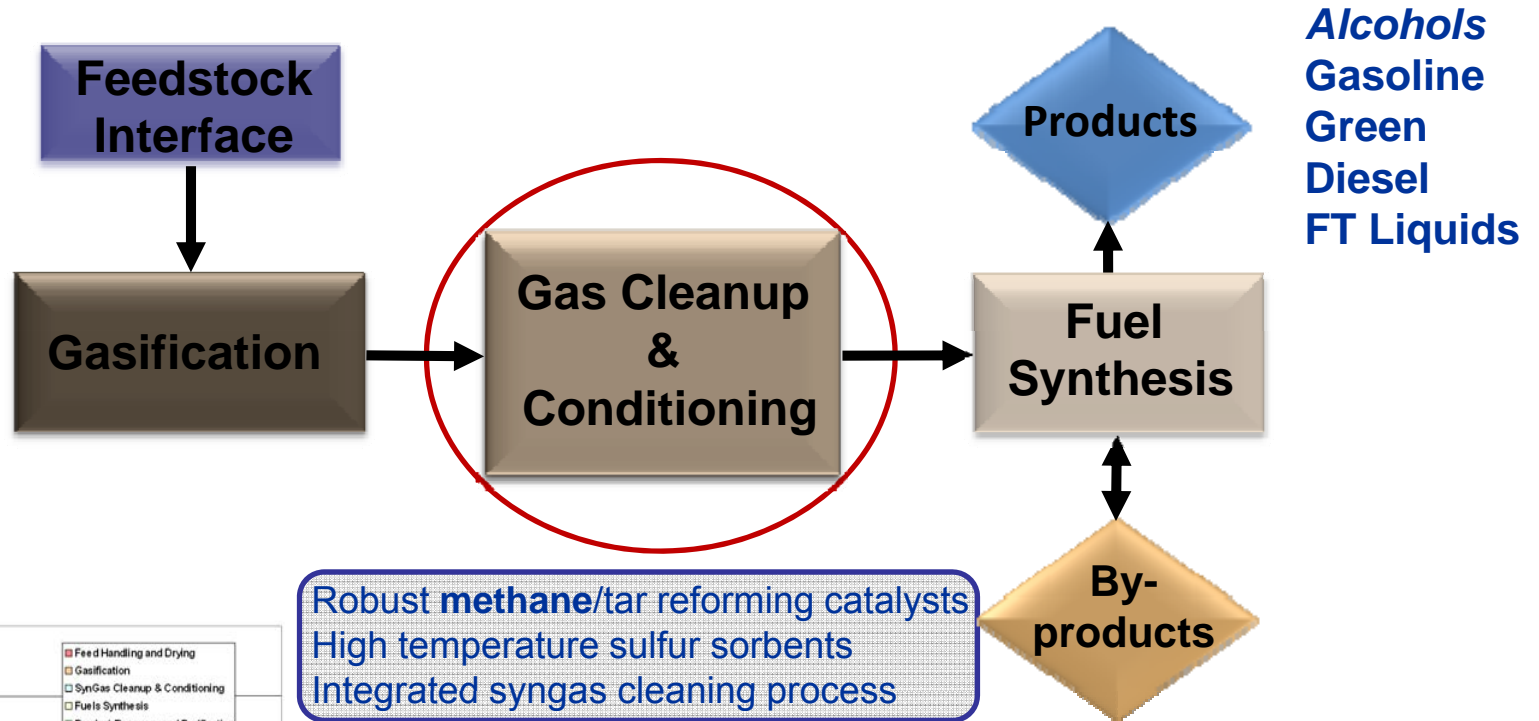 Alcohols
Gasoline
Green
Diesel
FT Liquids
Feedstock
Interface
Products
Gasification
Gas Cleanup
&
Conditioning
Fuel
Synthesis
By-
products
Robust methane/tar reforming catalysts
High temperature sulfur sorbents
Integrated syngas cleaning process
Feed Handling and Drying
Gasification
SynGas Cleanup & Conditioning
Fuels Synthesis